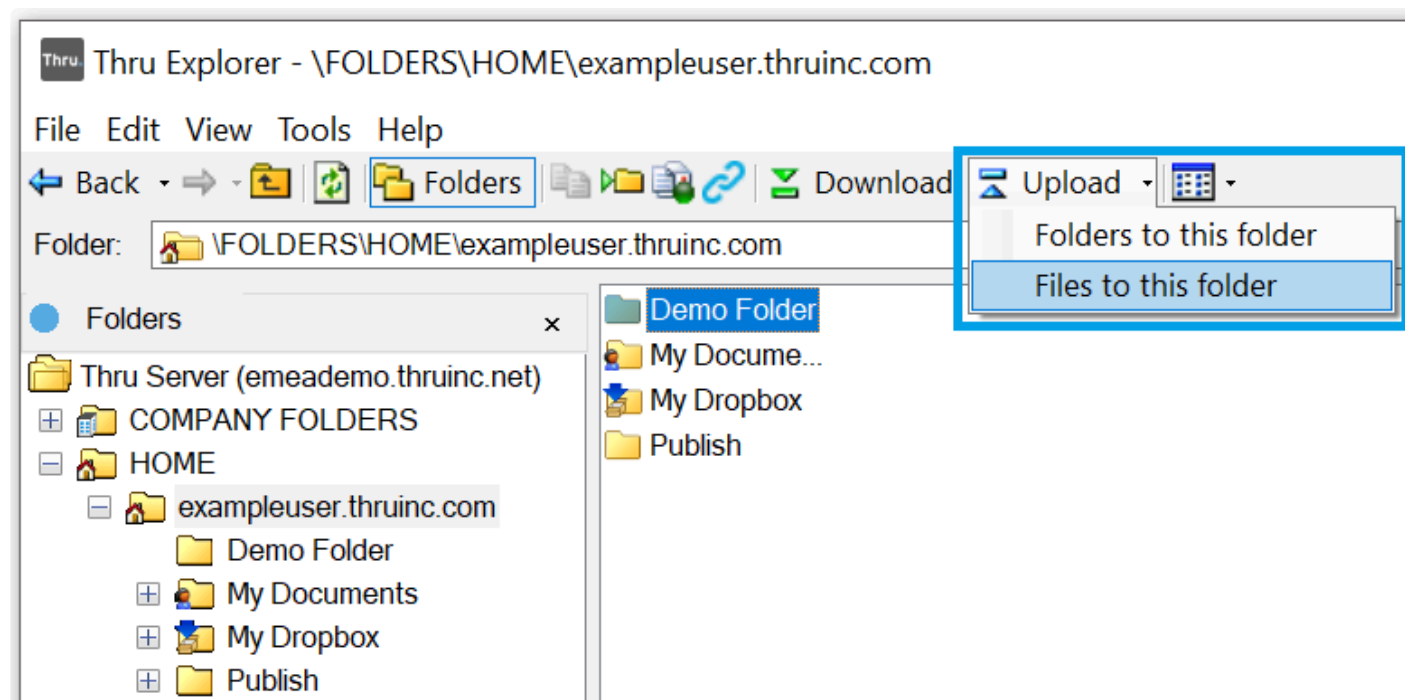 Thru. Thru Explorer - \FOLDERS\HOME\exampleuser.thruinc.com
File Edit View Tools Help
Back Folders Download Upload
Folders to this folder
Folder: \FOLDERS\HOME\exampleuser.thruinc.com
Files to this folder
Folders x
Thru Server (emeademo.thruinc.net)
COMPANY FOLDERS
HOME
exampleuser.thruinc.com
Demo Folder
My Documents
My Dropbox
Publish
Demo Folder
My Docume...
My Dropbox
Publish